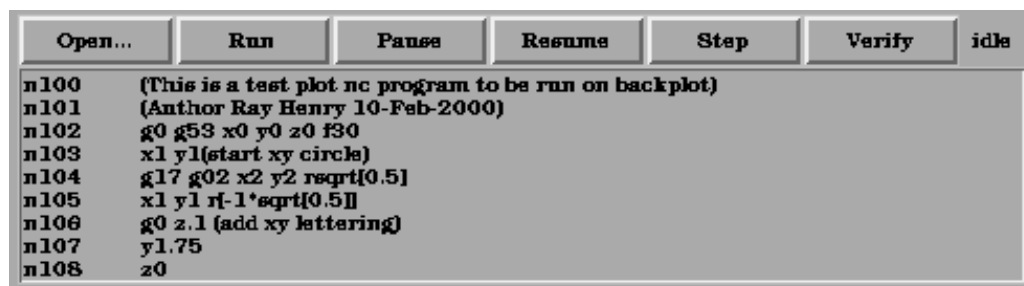 Open... Run Pause Resume Step Verify idle
n100 (This is a test plot nc program to be run on backplot)
n101 (Author Ray Henry 10-Feb-2000)
n102 g0 g53 x0 y0 z0 f30
n103 x1 y1(start xy circle)
n104 g17 g02 x2 y2 rsqrt[0.5]
n105 x1 y1 r[-1*sqrt[0.5]]
n106 g0 z.1 (add xy lettering)
n107 y1.75
n108 z0